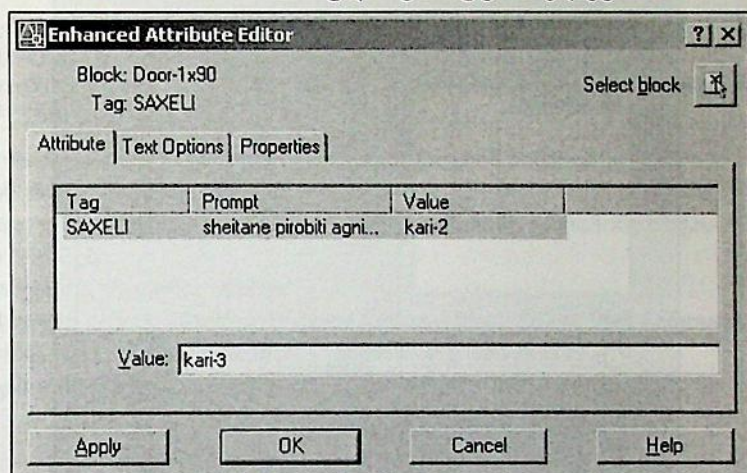 Enhanced Attribute Editor
Block: Door-1x90
Select block
Tag: SAXELI
Attribute Text Options Properties
Tag Prompt Value
SAXELI sheitane pirobiti agni... kari-2
Value: kari-3
Apply OK Cancel Help